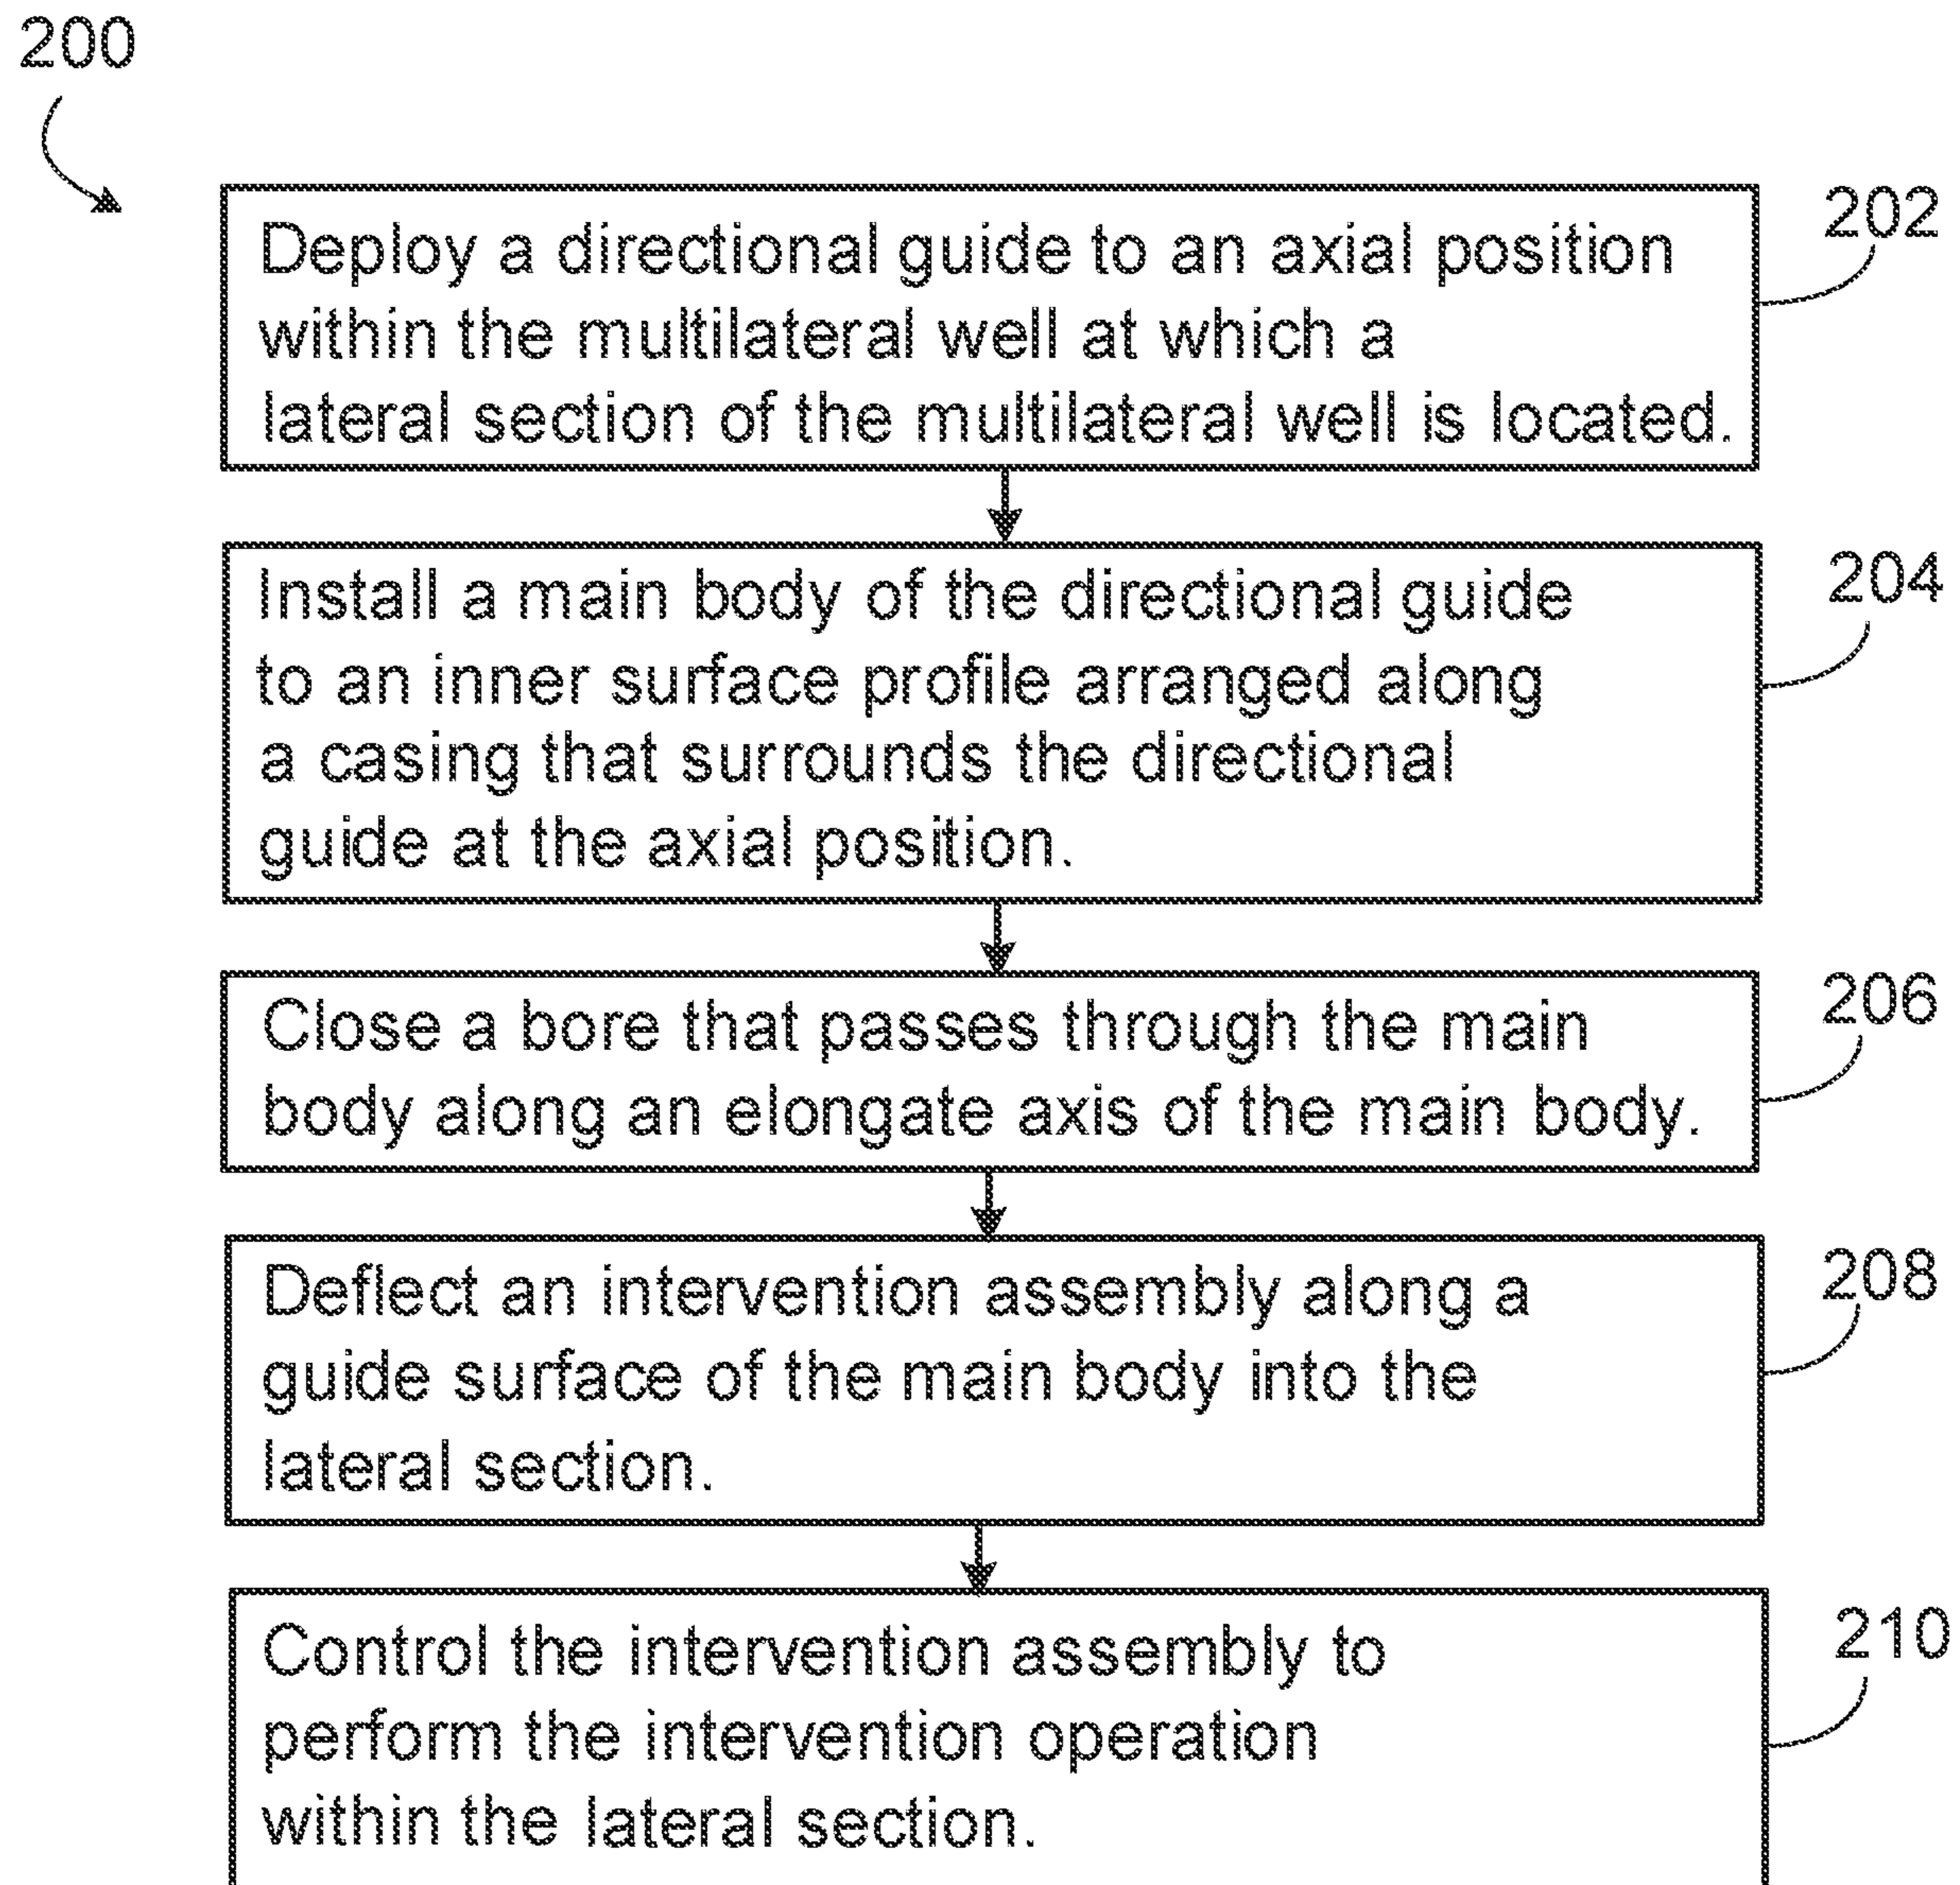 200
202
Deploy a directional guide to an axial position
within the multilateral well at which a
lateral section of the multilateral well is located.
204
Install a main body of the directional guide
to an inner surface profile arranged along
a casing that surrounds the directional
guide at the axial position.
206
Close a bore that passes through the main
body along an elongate axis of the main body.
208
Deflect an intervention assembly along a
guide surface of the main body into the
lateral section.
210
Control the intervention assembly to
perform the intervention operation
within the lateral section.